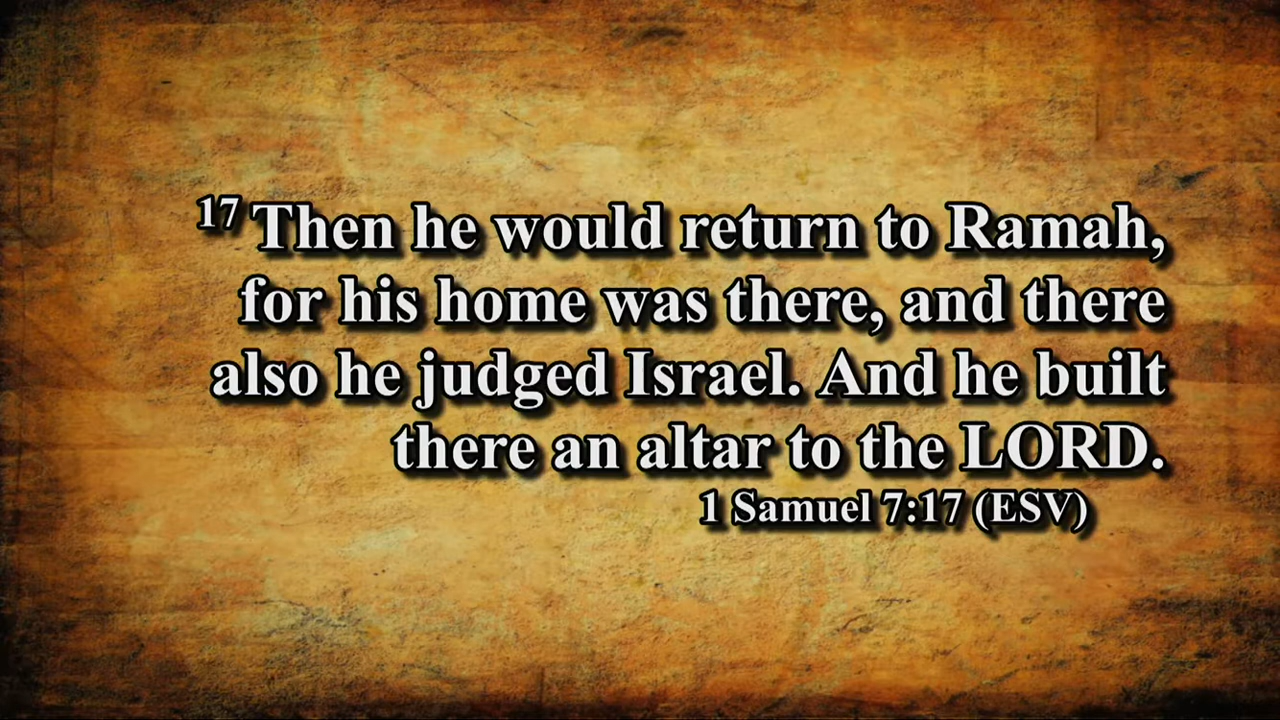 17 Then he would return to Ramah,
for his home was there, and there
also he judged Israel. And he built
there an altar to the LORD.
1 Samuel 7:17 (ESV)